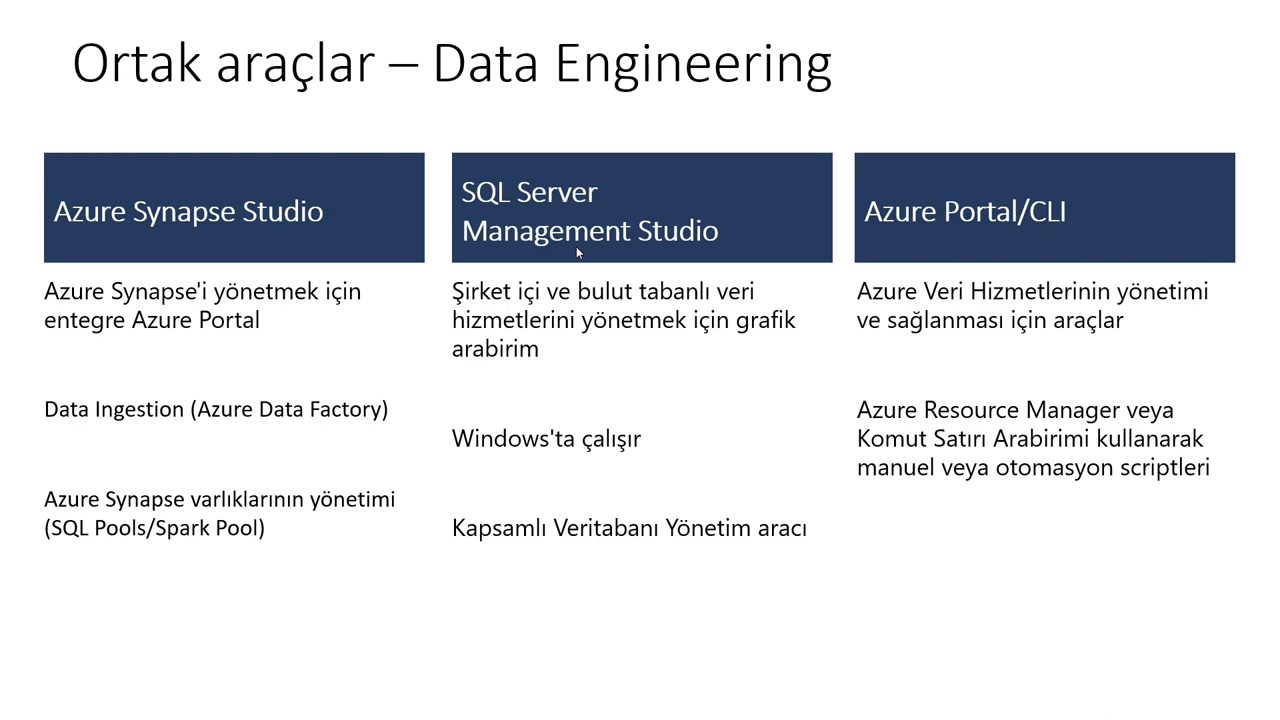 Ortak araçlar – Data Engineering
Azure Synapse Studio
Azure Synapse'i yönetmek için
entegre Azure Portal
Data Ingestion (Azure Data Factory)
Azure Synapse varlıklarının yönetimi
(SQL Pools/Spark Pool)
SQL Server
Management Studio
Şirket içi ve bulut tabanlı veri
hizmetlerini yönetmek için grafik
arabirim
Windows'ta çalışır
Kapsamlı Veritabanı Yönetim aracı
Azure Portal/CLI
Azure Veri Hizmetlerinin yönetimi
ve sağlanması için araçlar
Azure Resource Manager veya
Komut Satırı Arabirimi kullanarak
manuel veya otomasyon scriptleri